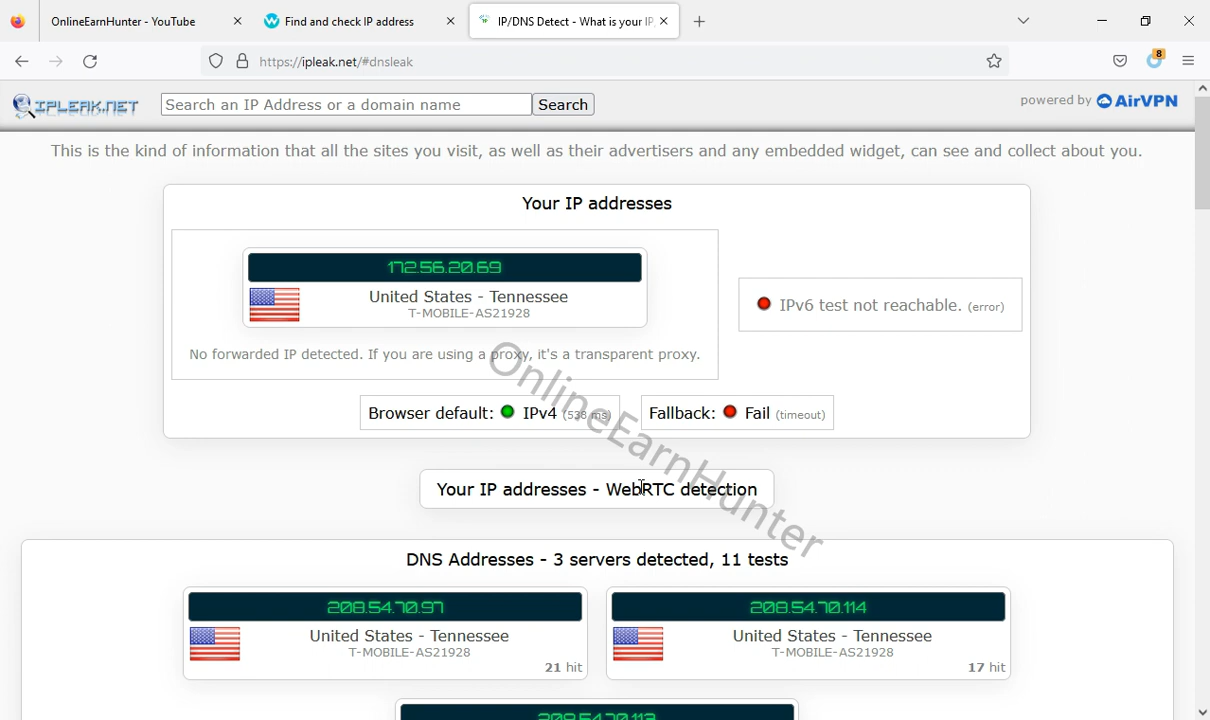 OnlineEarnHunter - YouTube
Find and check IP address
IP/DNS Detect - What is your IP,
https://ipleak.net/#dnsleak
8
IPLEAK.NET
Search an IP Address or a domain name
Search
powered by AirVPN
This is the kind of information that all the sites you visit, as well as their advertisers and any embedded widget, can see and collect about you.
Your IP addresses
172.56.20.69
United States - Tennessee
T-MOBILE-AS21928
No forwarded IP detected. If you are using a proxy, it's a transparent proxy.
IPv6 test not reachable. (error)
Browser default: IPv4 (538 ms)
Fallback: Fail (timeout)
OnlineEarnHunter
Your IP addresses - WebRTC detection
DNS Addresses - 3 servers detected, 11 tests
208.54.70.97
United States - Tennessee
T-MOBILE-AS21928
21 hit
208.54.70.114
United States - Tennessee
T-MOBILE-AS21928
17 hit